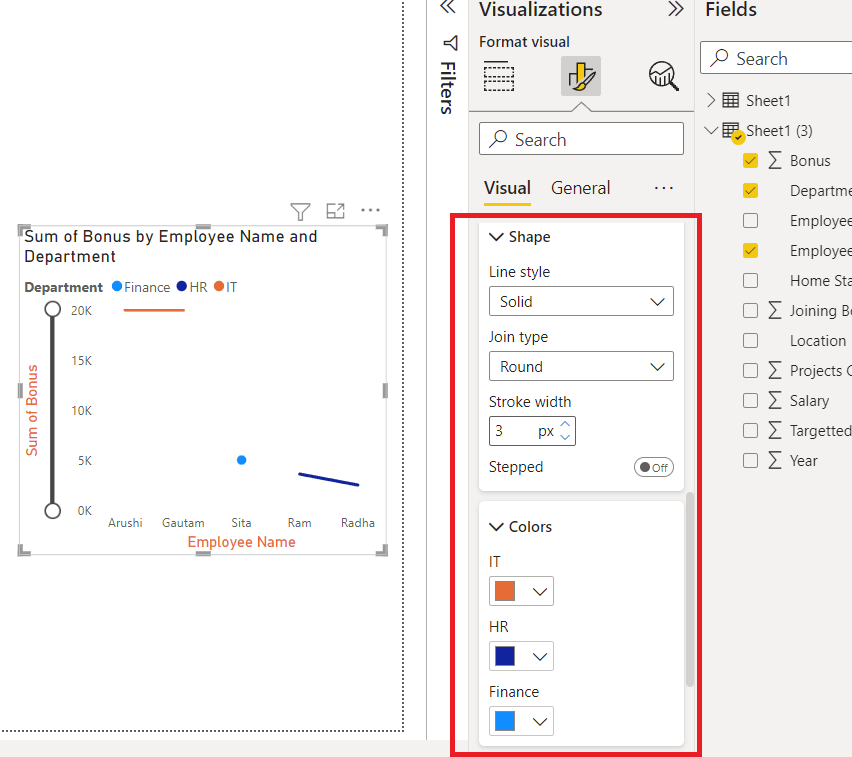 Visualizations
Fields
Format visual
Filters
Search
Search
Sheet1
Sheet1 (3)
Visual
General
Bonus
Departme
Employee
Employee
Home Sta
Joining B
Location
Projects C
Salary
Targetted
Year
Shape
Line style
Solid
Join type
Round
Stroke width
3 px
Stepped
Off
Colors
IT
HR
Finance
Sum of Bonus by Employee Name and
Department
Department Finance HR IT
20K
15K
10K
5K
0K
Sum of Bonus
Arushi Gautam Sita Ram Radha
Employee Name